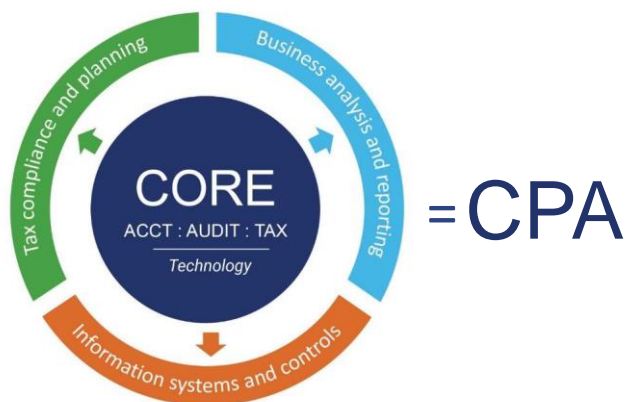 Tax compliance and planning
Business analysis and reporting
CORE
ACCT : AUDIT : TAX
Technology
Information systems and controls
=CPA